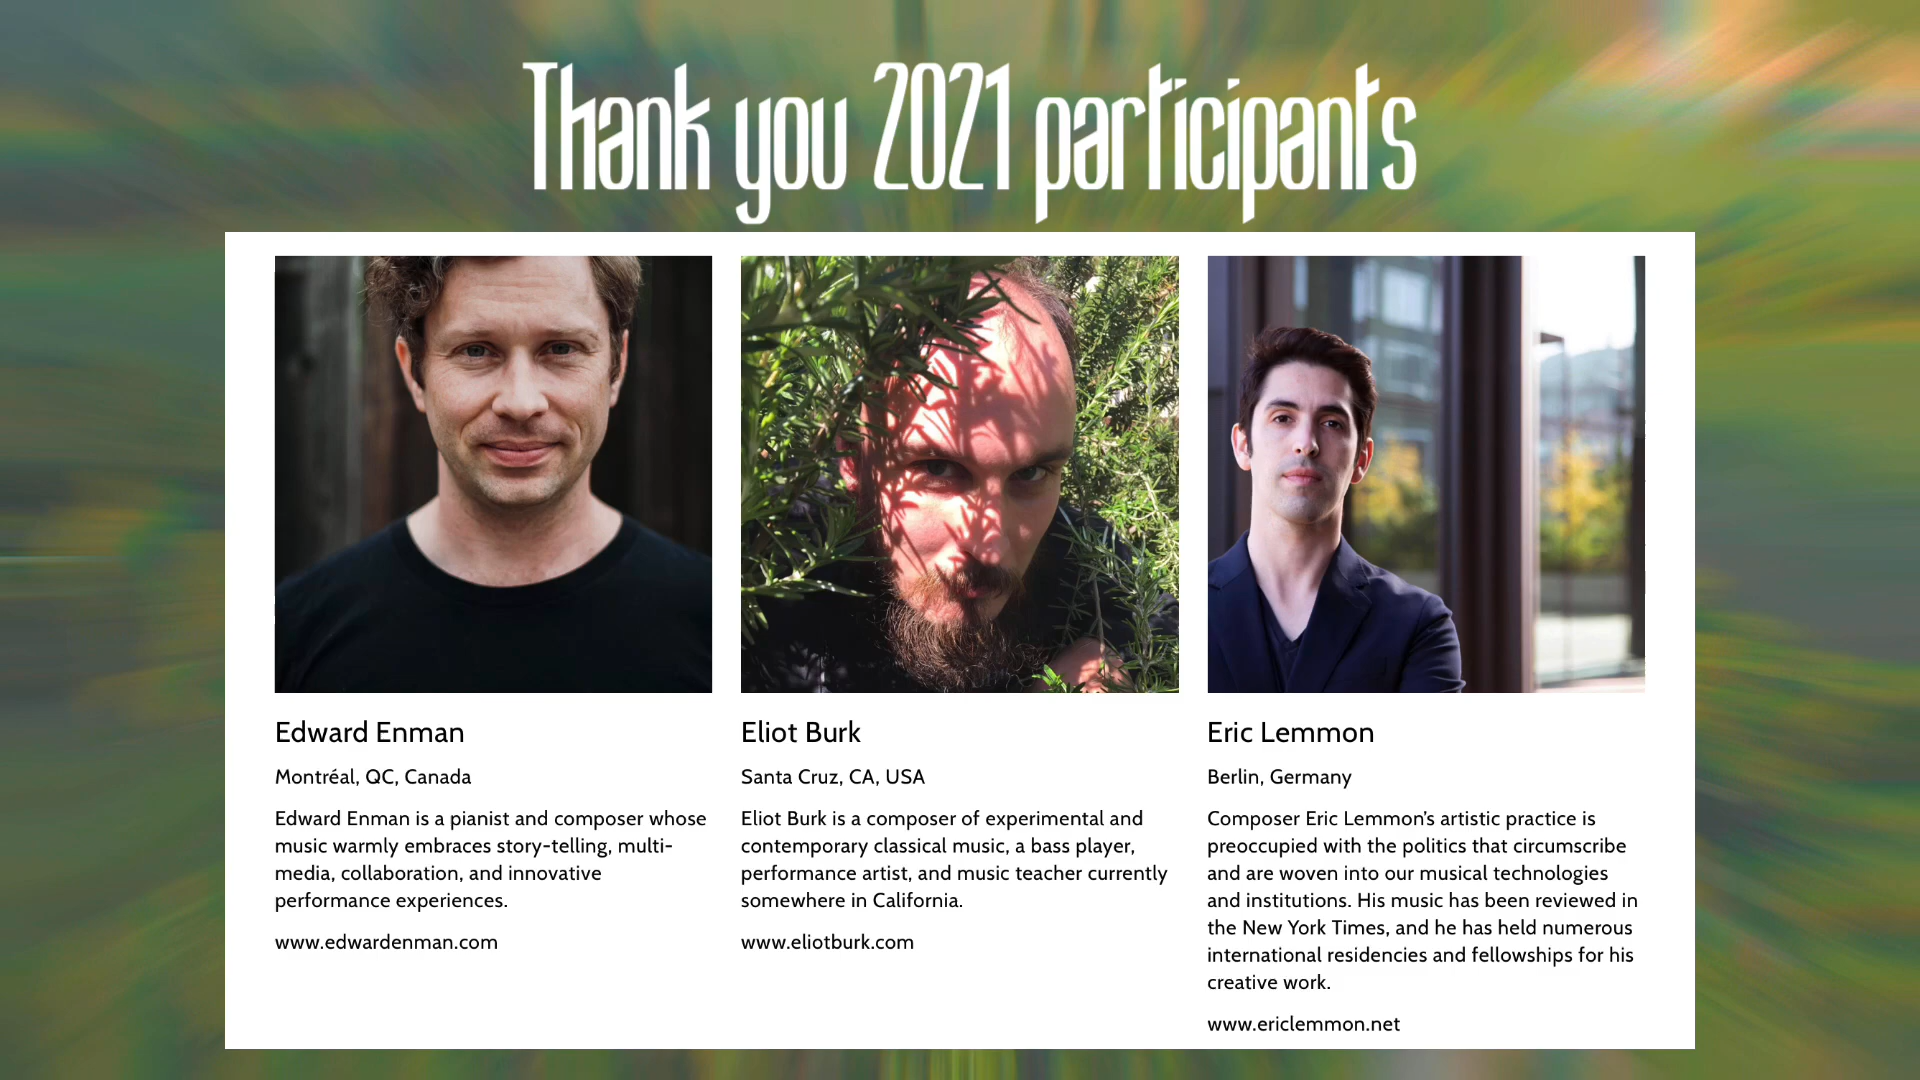 Thank you 2021 participants
Edward Enman
Montréal, QC, Canada
Edward Enman is a pianist and composer whose
music warmly embraces story-telling, multi-
media, collaboration, and innovative
performance experiences.
www.edwardenman.com
Eliot Burk
Santa Cruz, CA, USA
Eliot Burk is a composer of experimental and
contemporary classical music, a bass player,
performance artist, and music teacher currently
somewhere in California.
www.eliotburk.com
Eric Lemmon
Berlin, Germany
Composer Eric Lemmon's artistic practice is
preoccupied with the politics that circumscribe
and are woven into our musical technologies
and institutions. His music has been reviewed in
the New York Times, and he has held numerous
international residencies and fellowships for his
creative work.
www.ericlemmon.net